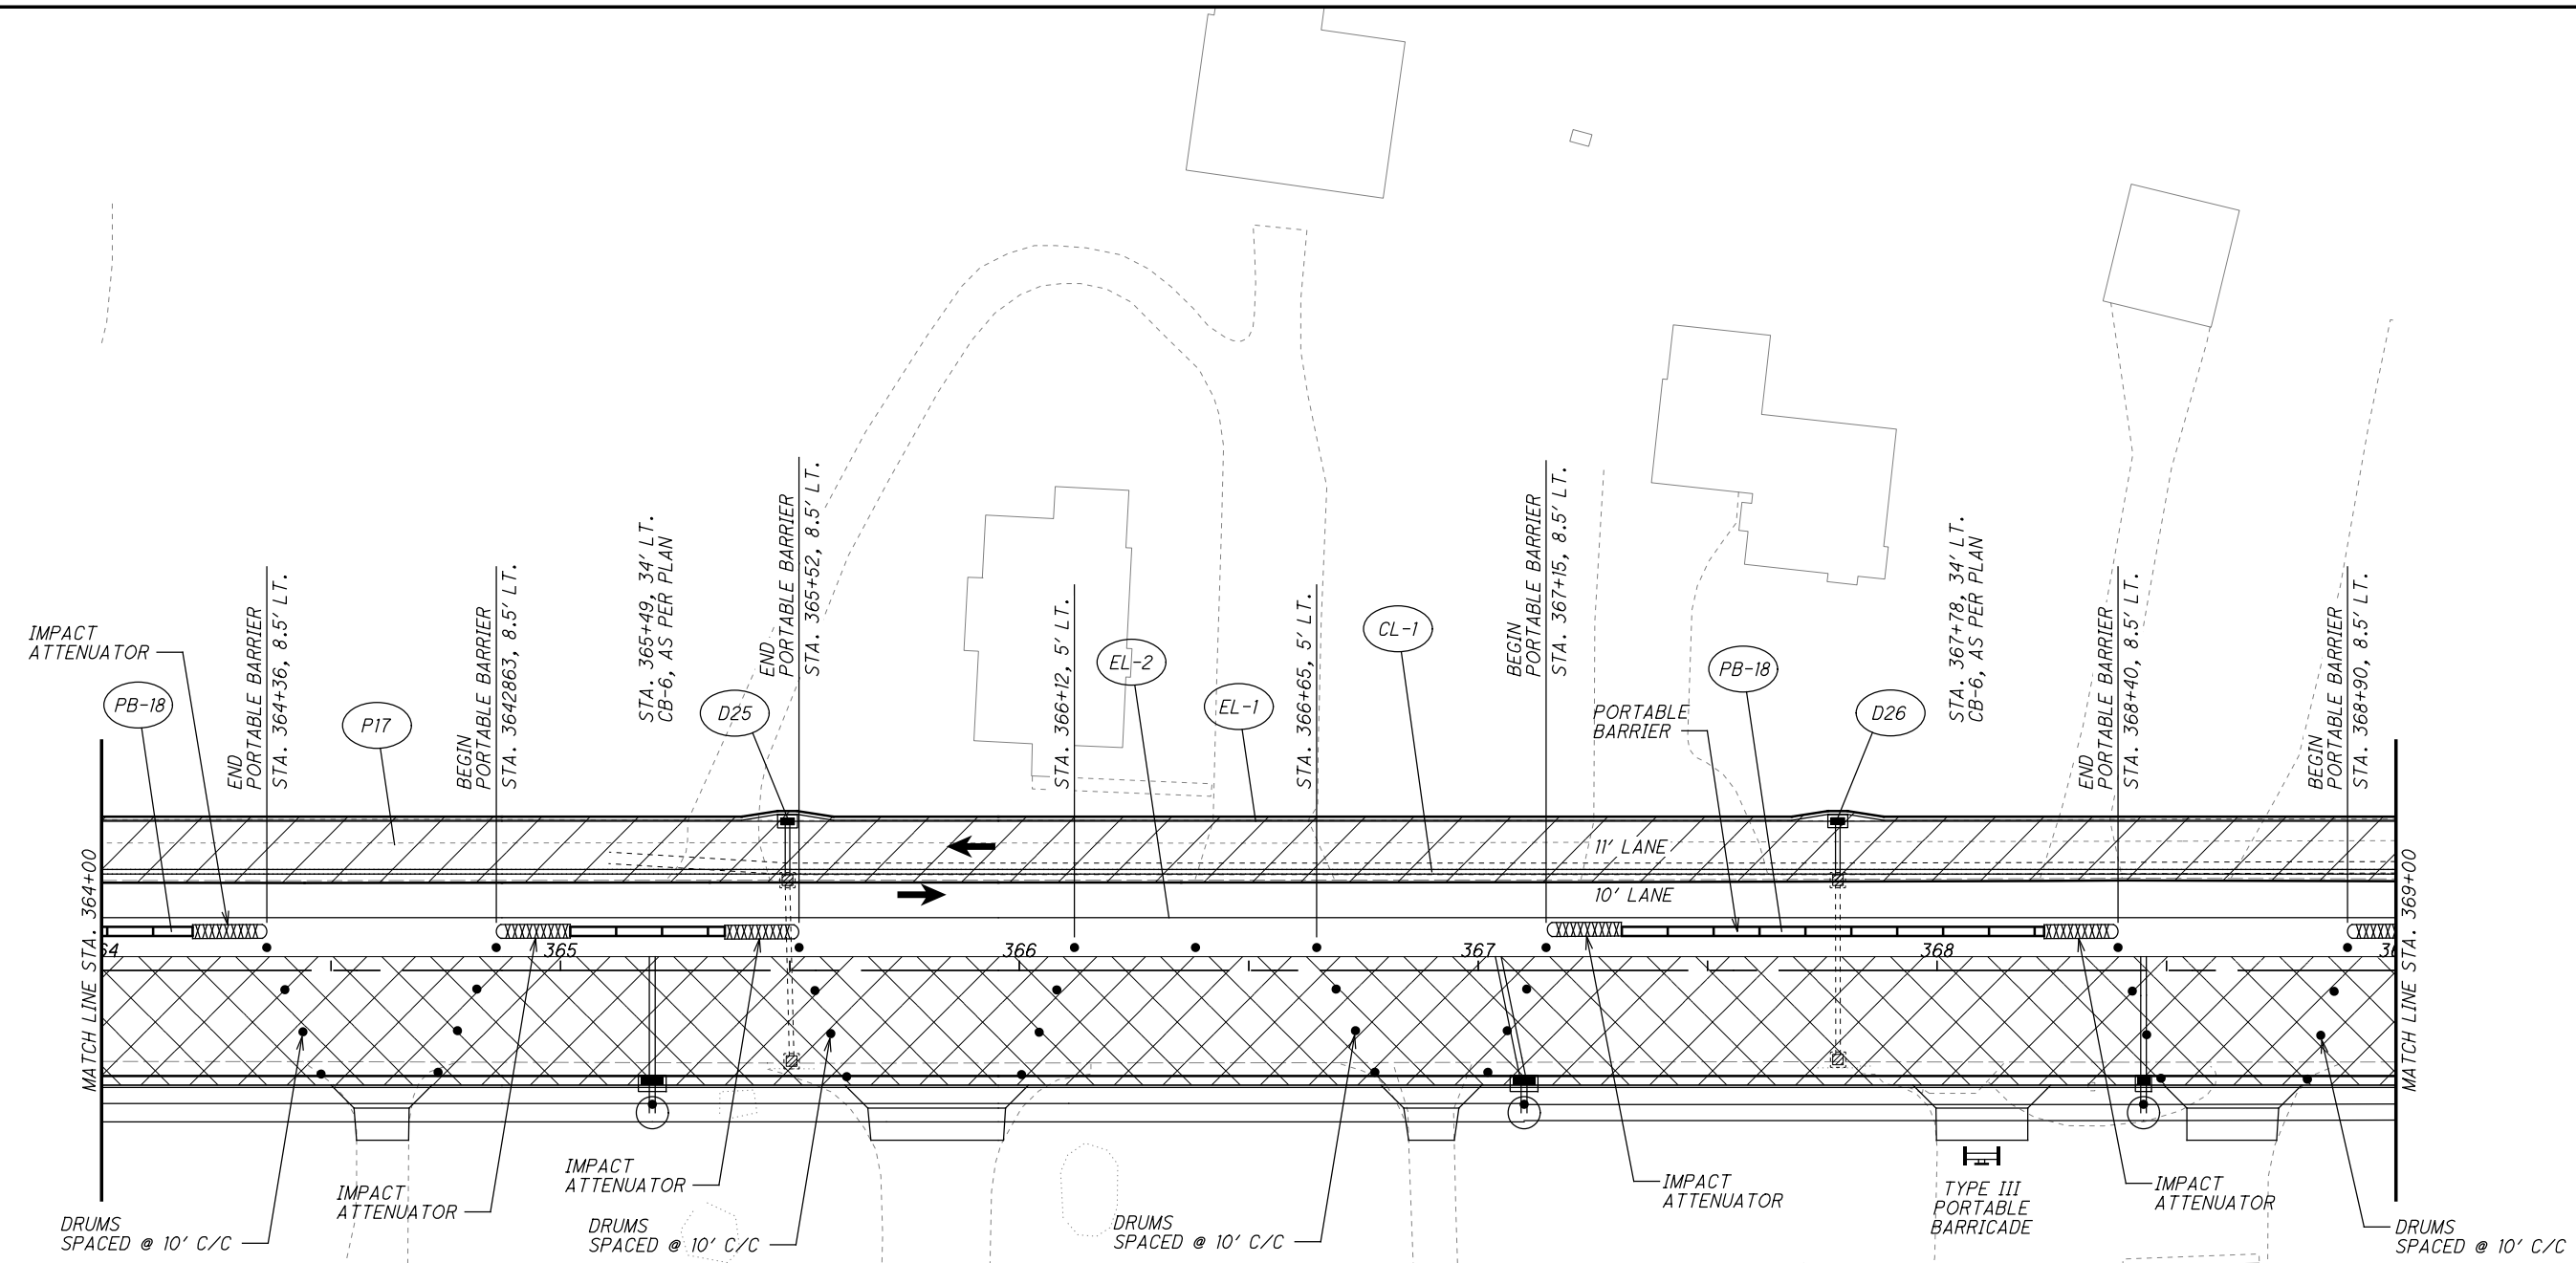 IMPACT
ATTENUATOR
PB-18
P17
END
PORTABLE BARRIER
STA. 364+36, 8.5' LT.
BEGIN
PORTABLE BARRIER
STA. 3642863, 8.5' LT.
STA. 365+49, 34' LT.
CB-6, AS PER PLAN
D25
END
PORTABLE BARRIER
STA. 365+52, 8.5' LT.
STA. 366+12, 5' LT.
EL-2
EL-1
STA. 366+65, 5' LT.
CL-1
BEGIN
PORTABLE BARRIER
STA. 367+15, 8.5' LT.
PORTABLE
BARRIER
PB-18
D26
STA. 367+78, 34' LT.
CB-6, AS PER PLAN
END
PORTABLE BARRIER
STA. 368+40, 8.5' LT.
BEGIN
PORTABLE BARRIER
STA. 368+90, 8.5' LT.
MATCH LINE STA. 364+00
11' LANE
10' LANE
64
365
366
367
368
36
MATCH LINE STA. 369+00
DRUMS
SPACED @ 10' C/C
IMPACT
ATTENUATOR
IMPACT
ATTENUATOR
DRUMS
SPACED @ 10' C/C
DRUMS
SPACED @ 10' C/C
IMPACT
ATTENUATOR
TYPE III
PORTABLE
BARRICADE
IMPACT
ATTENUATOR
DRUMS
SPACED @ 10' C/C